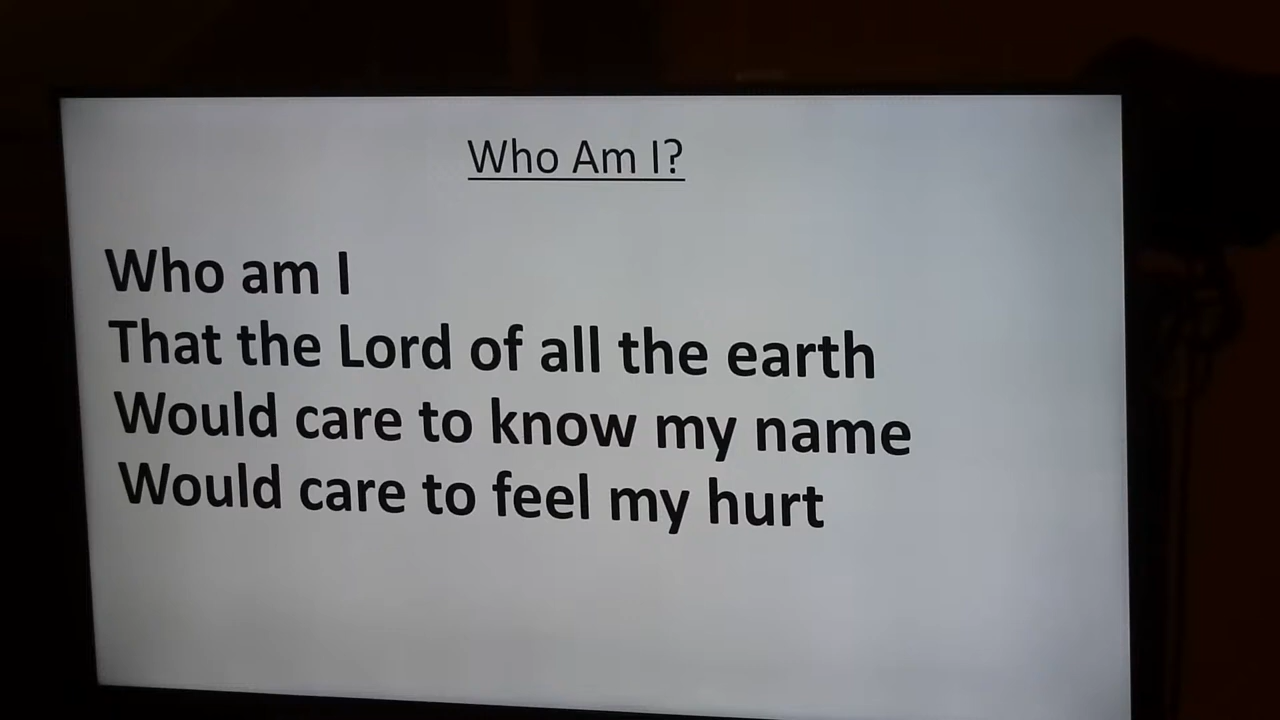 Who Am I?
Who am I
That the Lord of all the earth
Would care to know my name
Would care to feel my hurt